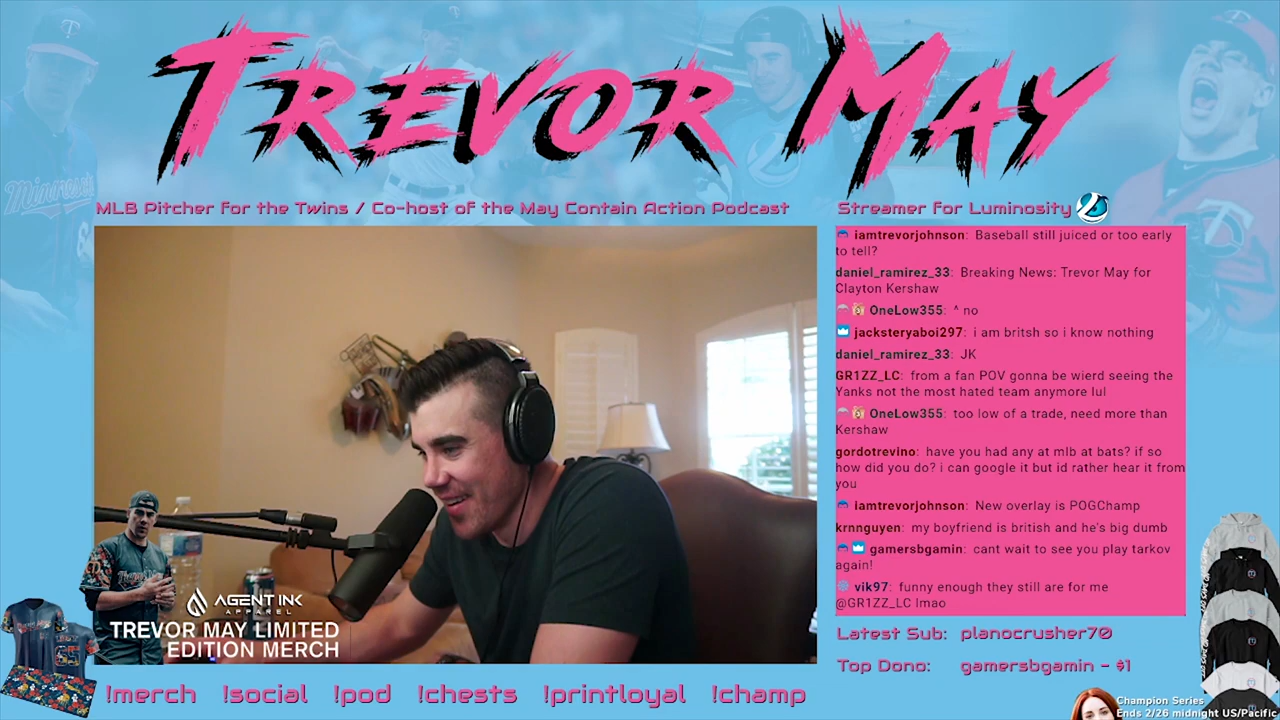 TREVOR MAY
MLB Pitcher for the Twins / Co-host of the May Contain Action Podcast
Streamer for Luminosity
iamtrevorjohnson: Baseball still juiced or too early
to tell?
daniel_ramirez_33: Breaking News: Trevor May for
Clayton Kershaw
OneLow355: ^ no
jacksteryaboi297: i am britsh so i know nothing
daniel_ramirez_33: JK
GR1ZZ_LC: from a fan POV gonna be wierd seeing the
Yanks not the most hated team anymore lul
OneLow355: too low of a trade, need more than
Kershaw
gordotrevino: have you had any at mlb at bats? if so
how did you do? i can google it but id rather hear it from
you
iamtrevorjohnson: New overlay is POGChamp
krnnguyen: my boyfriend is british and he's big dumb
gamersbgamin: cant wait to see you play tarkov
again!
vik97: funny enough they still are for me
@GR1ZZ_LC lmao
AGENT INK
APPAREL
TREVOR MAY LIMITED
EDITION MERCH
Latest Sub: planocrusher70
Top Dono: gamersbgamin - $1
!merch !social !pod !chests !printloyal !champ
Champion Series
Ends 2/26 midnight US/Pacific